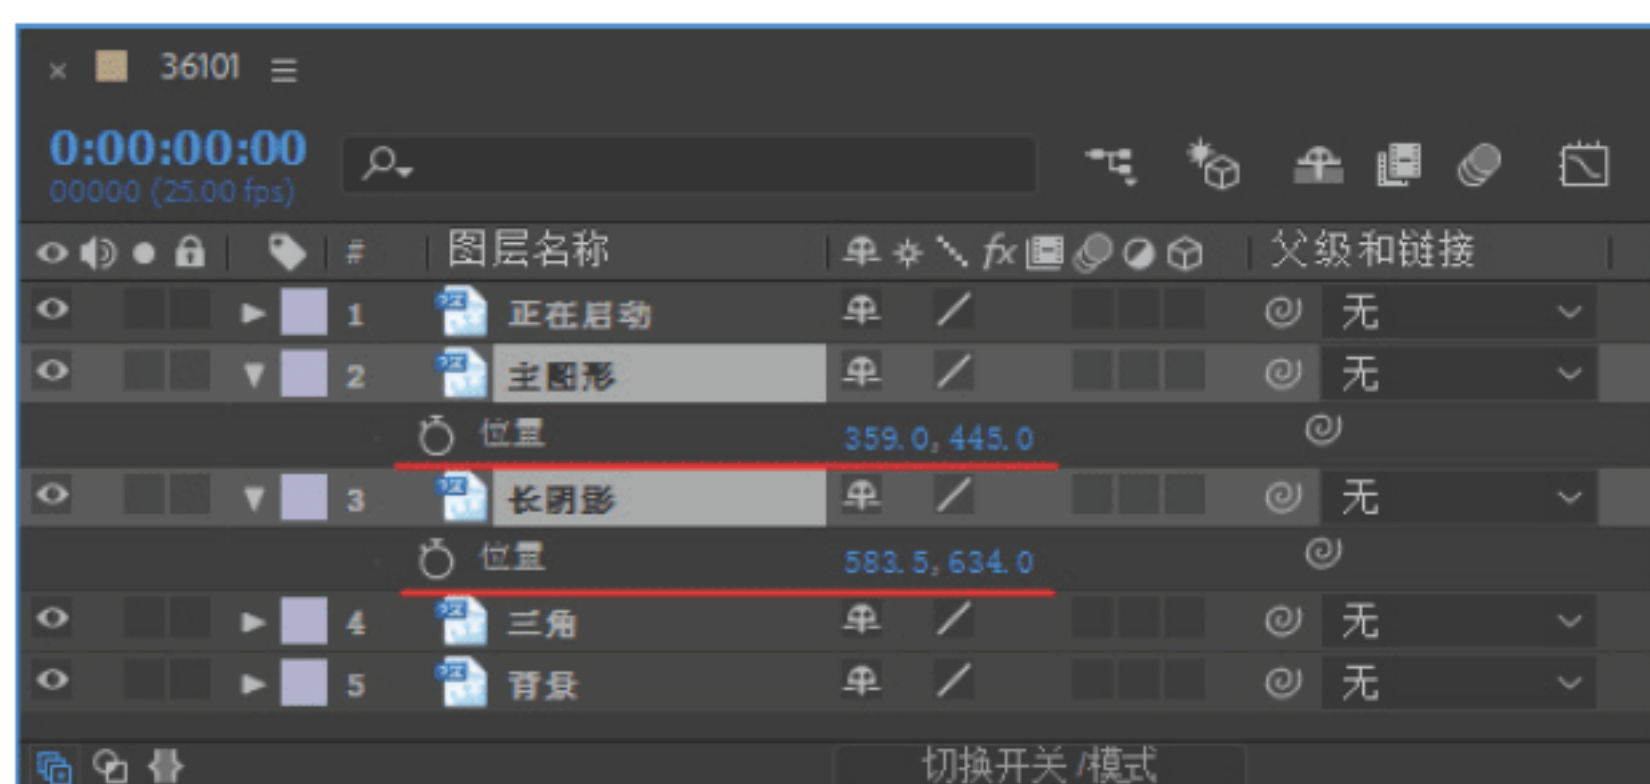 36101
0:00:00:00
00000 (25.00 fps)
# 图层名称 fx 父级和链接
1 正在启动 无
2 主图形 无
位置 359.0, 445.0
3 长阴影 无
位置 583.5, 634.0
4 三角 无
5 背景 无
切换开关/模式